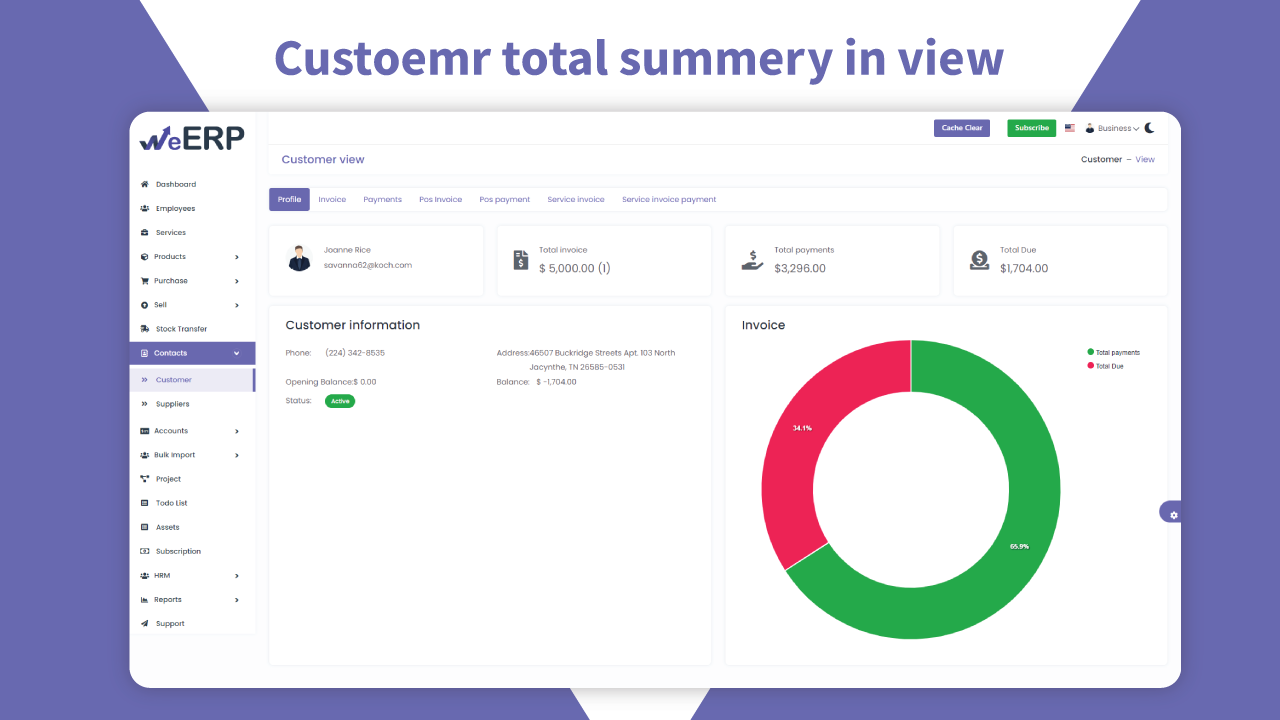 Custoemr total summery in view
weERP
Cache Clear
Subscribe
Business
Customer view
Customer – View
Dashboard
Employees
Services
Products
Purchase
Sell
Stock Transfer
Contacts
Customer
Suppliers
Accounts
Bulk Import
Project
Todo List
Assets
Subscription
HRM
Reports
Support
Profile
Invoice
Payments
Pos Invoice
Pos payment
Service invoice
Service invoice payment
Joanne Rice
savanna62@koch.com
Total invoice
$ 5,000.00 (1)
Total payments
$3,296.00
Total Due
$1,704.00
Customer information
Phone: (224) 342-8535
Address:46507 Buckridge Streets Apt. 103 North
Jacynthe, TN 26585-0531
Opening Balance:$ 0.00
Balance: $ -1,704.00
Status: Active
Invoice
Total payments
Total Due
34.1%
65.9%